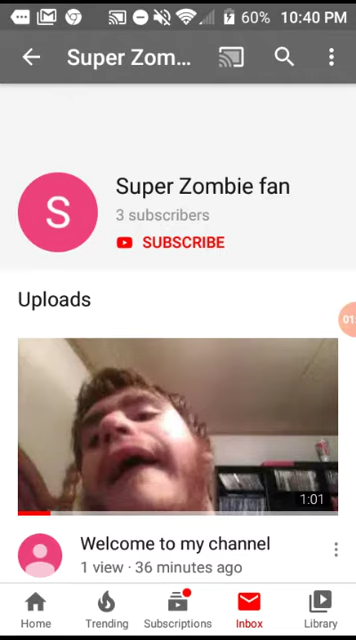 60% 10:40 PM
Super Zom...
S
Super Zombie fan
3 subscribers
SUBSCRIBE
Uploads
1:01
Welcome to my channel
1 view · 36 minutes ago
Home Trending Subscriptions Inbox Library